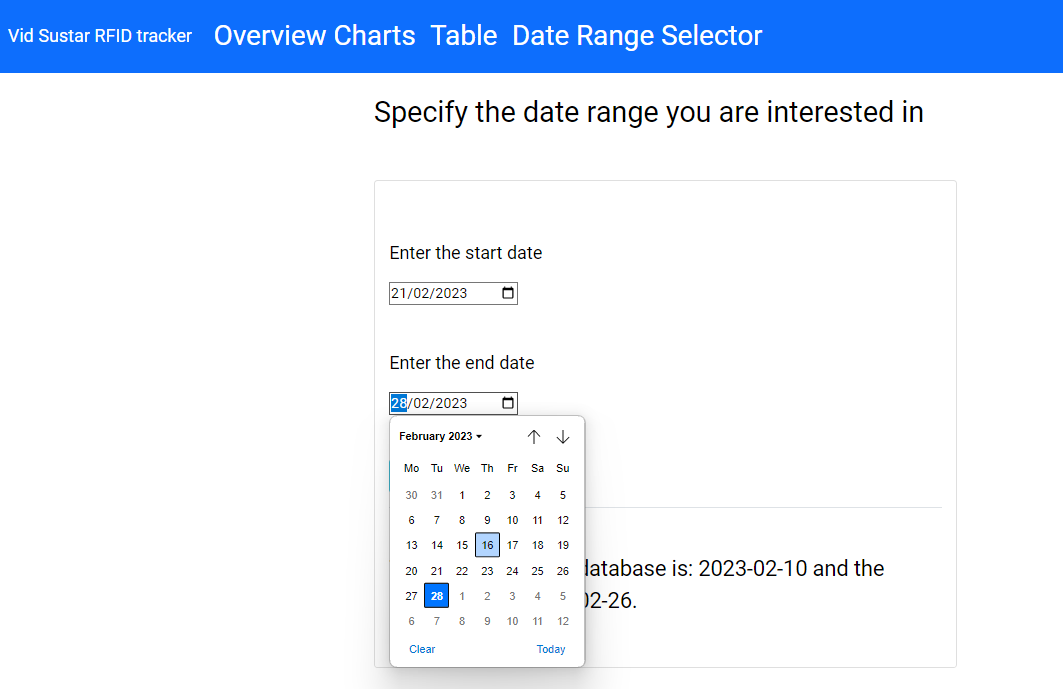 Vid Sustar RFID tracker Overview Charts Table Date Range Selector
Specify the date range you are interested in
Enter the start date
21/02/2023
Enter the end date
28/02/2023
February 2023
Mo Tu We Th Fr Sa Su
30 31 1 2 3 4 5
6 7 8 9 10 11 12
13 14 15 16 17 18 19
20 21 22 23 24 25 26
27 28 1 2 3 4 5
6 7 8 9 10 11 12
Clear Today
database is: 2023-02-10 and the
02-26.